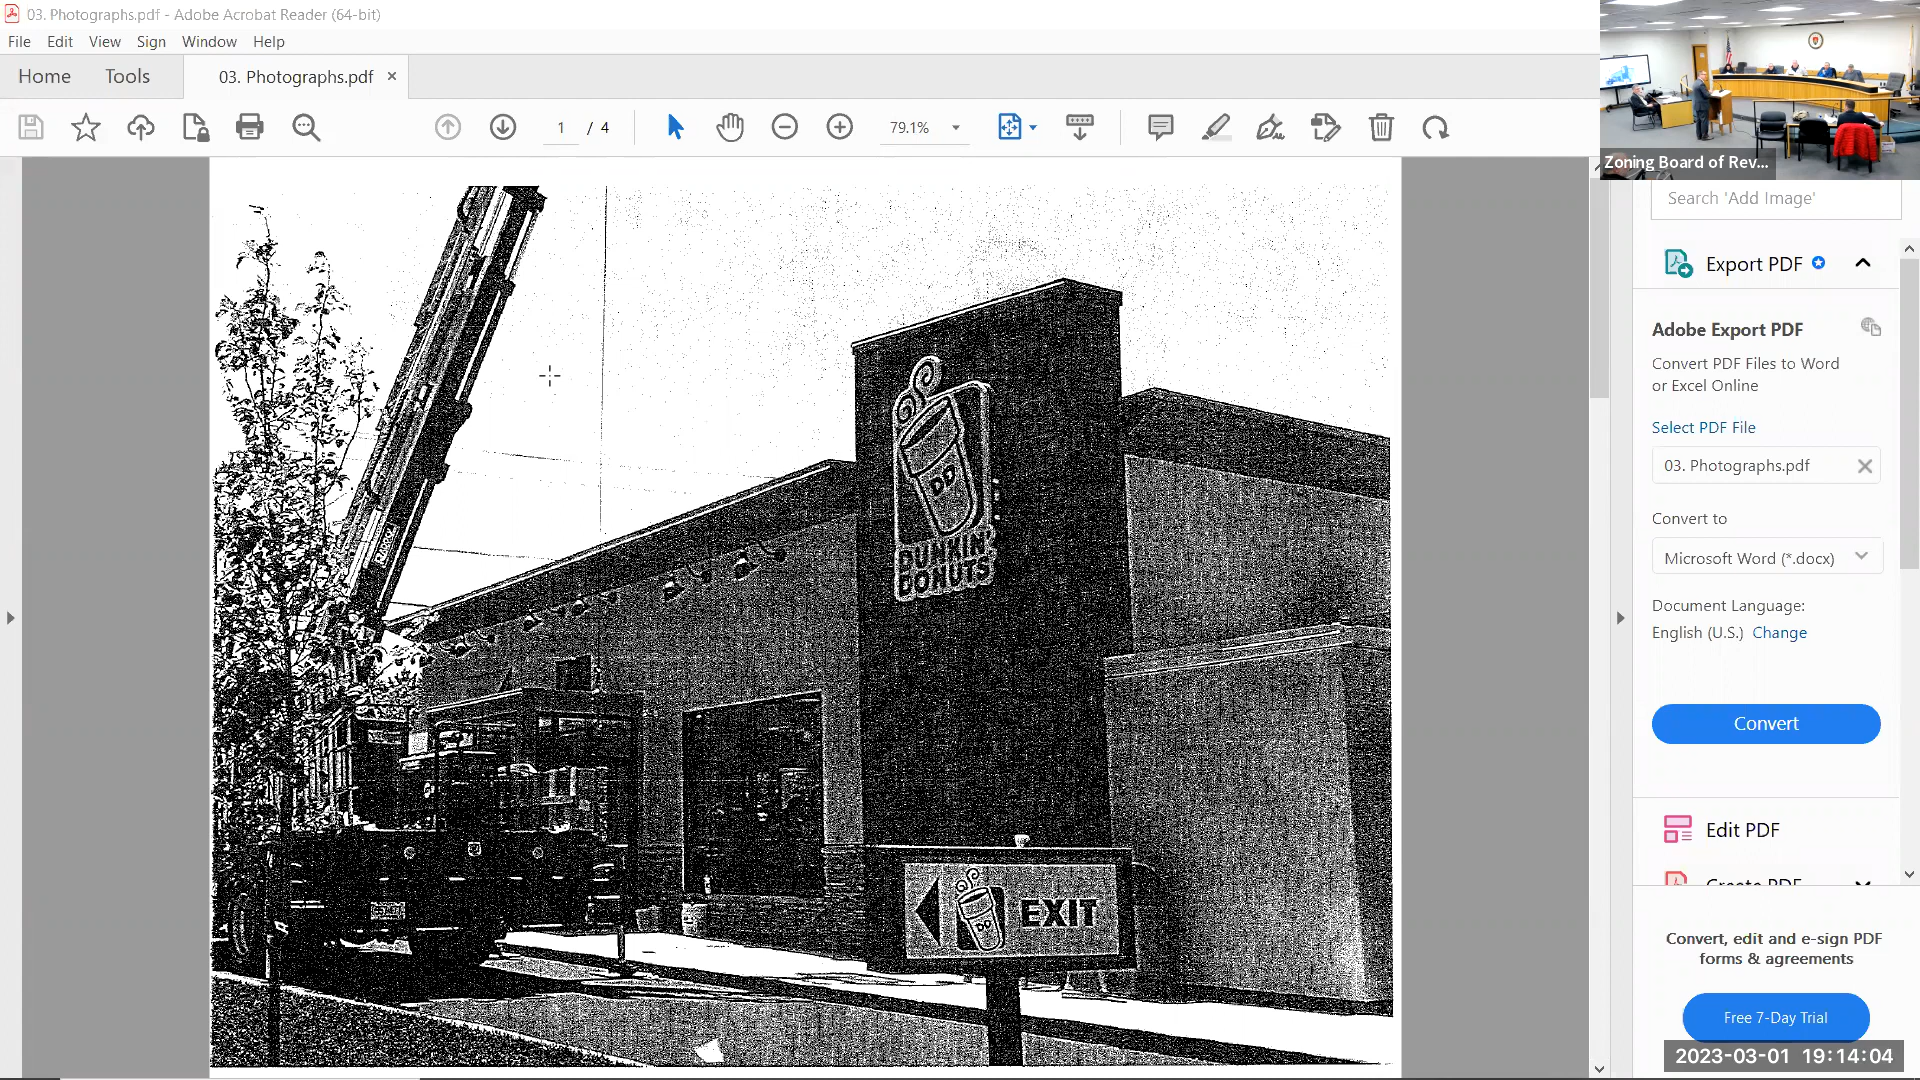 03. Photographs.pdf - Adobe Acrobat Reader (64-bit)
File Edit View Sign Window Help
Home Tools 03. Photographs.pdf ×
1 / 4 79.1%
Zoning Board of Rev...
Search 'Add Image'
Export PDF
Adobe Export PDF
Convert PDF Files to Word
or Excel Online
Select PDF File
03. Photographs.pdf
Convert to
Microsoft Word (*.docx)
Document Language:
English (U.S.) Change
Convert
Edit PDF
Create PDF
Convert, edit and e-sign PDF
forms & agreements
Free 7-Day Trial
2023-03-01 19:14:04
DD
DUNKIN'
DONUTS
DD
EXIT